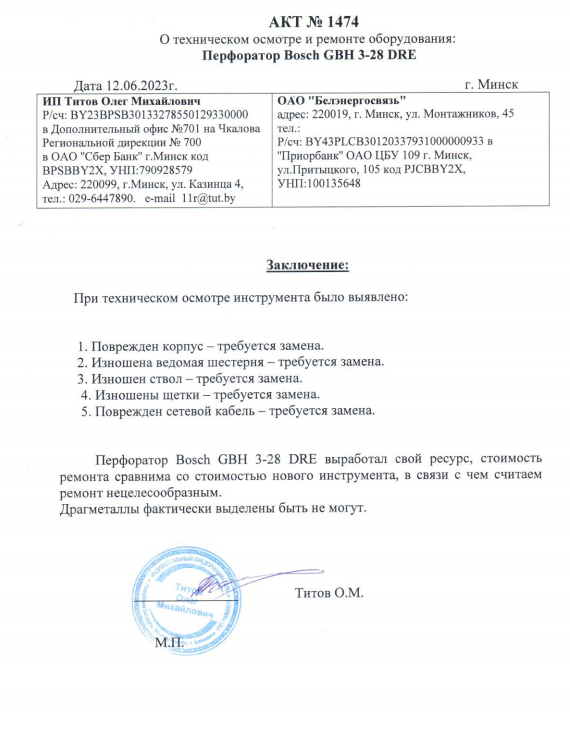 АКТ № 1474
О техническом осмотре и ремонте оборудования:
Перфоратор Bosch GBH 3-28 DRE
Дата 12.06.2023г. г. Минск
ИП Титов Олег Михайлович
Р/сч: BY23BPSB30133278550129330000
в Дополнительный офис №701 на Чкалова
Региональной дирекции № 700
в ОАО "Сбер Банк" г.Минск код
BPSBBY2X, УНП:790928579
Адрес: 220099, г.Минск, ул. Казинца 4,
тел.: 029-6447890. e-mail 11r@tut.by
ОАО "Белэнергосвязь"
адрес: 220019, г. Минск, ул. Монтажников, 45
тел.:
Р/сч: BY43PLCB30120337931000000933 в
"Приорбанк" ОАО ЦБУ 109 г. Минск,
ул.Притыцкого, 105 код PJCBBY2X,
УНП:100135648
Заключение:
При техническом осмотре инструмента было выявлено:
1. Поврежден корпус – требуется замена.
2. Изношена ведомая шестерня – требуется замена.
3. Изношен ствол – требуется замена.
4. Изношены щетки – требуется замена.
5. Поврежден сетевой кабель – требуется замена.
Перфоратор Bosch GBH 3-28 DRE выработал свой ресурс, стоимость
ремонта сравнима со стоимостью нового инструмента, в связи с чем считаем
ремонт нецелесообразным.
Драгметаллы фактически выделены быть не могут.
Титов
Олег
Михайлович
Титов О.М.
М.П.